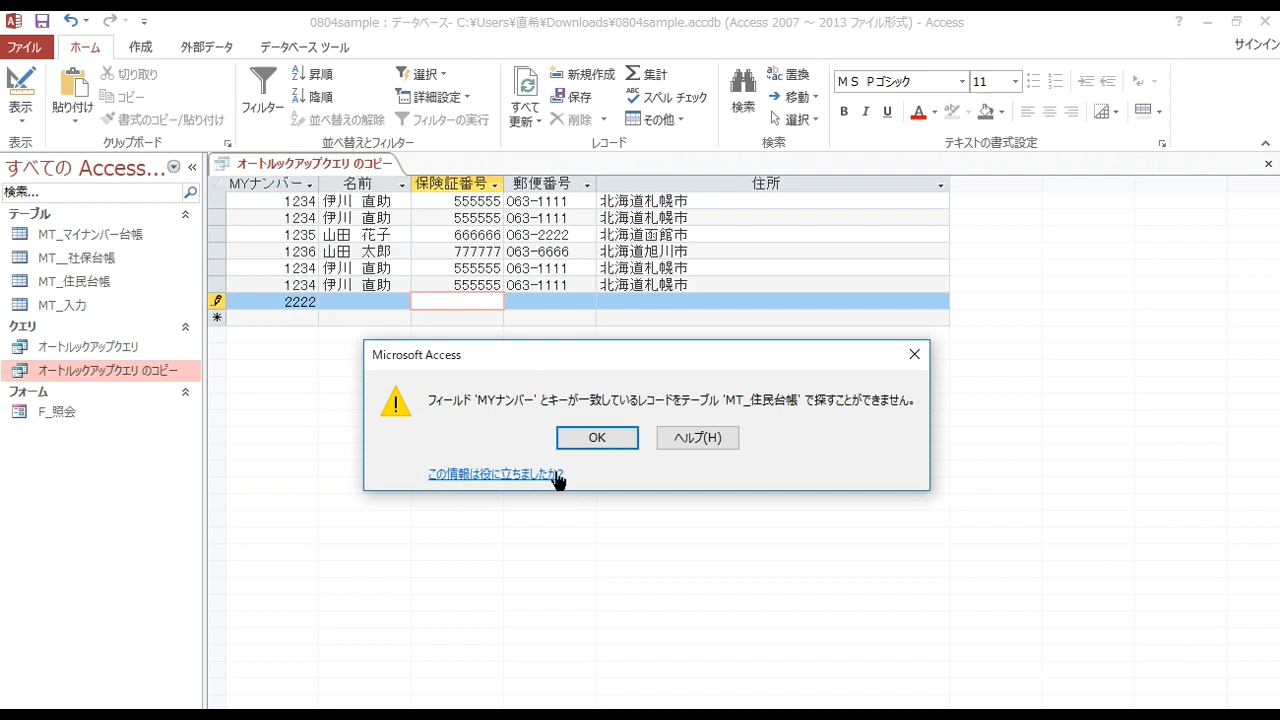 0804sample : データベース- C:¥Users¥直希¥Downloads¥0804sample.accdb (Access 2007 ～ 2013 ファイル形式) - Access
ファイル ホーム 作成 外部データ データベース ツール サインイン
表示
表示
貼り付け
切り取り
コピー
書式のコピー/貼り付け
クリップボード
フィルター
昇順
降順
並べ替え解除
選択
詳細設定
フィルターの実行
並べ替えとフィルター
すべて
更新
新規作成
保存
削除
集計
スペル チェック
その他
レコード
検索
置換
移動
選択
検索
MS Pゴシック 11
B I U A
テキストの書式設定
すべての Access...
検索...
テーブル
MT_マイナンバー台帳
MT__社保台帳
MT_住民台帳
MT_入力
クエリ
オートルックアップクエリ
オートルックアップクエリ のコピー
フォーム
F_照会
オートルックアップクエリ のコピー
MYナンバー 名前 保険証番号 郵便番号 住所
1234 伊川 直助 555555 063-1111 北海道札幌市
1234 伊川 直助 555555 063-1111 北海道札幌市
1235 山田 花子 666666 063-2222 北海道函館市
1236 山田 太郎 777777 063-6666 北海道旭川市
1234 伊川 直助 555555 063-1111 北海道札幌市
1234 伊川 直助 555555 063-1111 北海道札幌市
2222
Microsoft Access
フィールド 'MYナンバー' とキーが一致しているレコードをテーブル 'MT_住民台帳' で探すことができません。
OK ヘルプ(H)
この情報は役に立ちましたか?